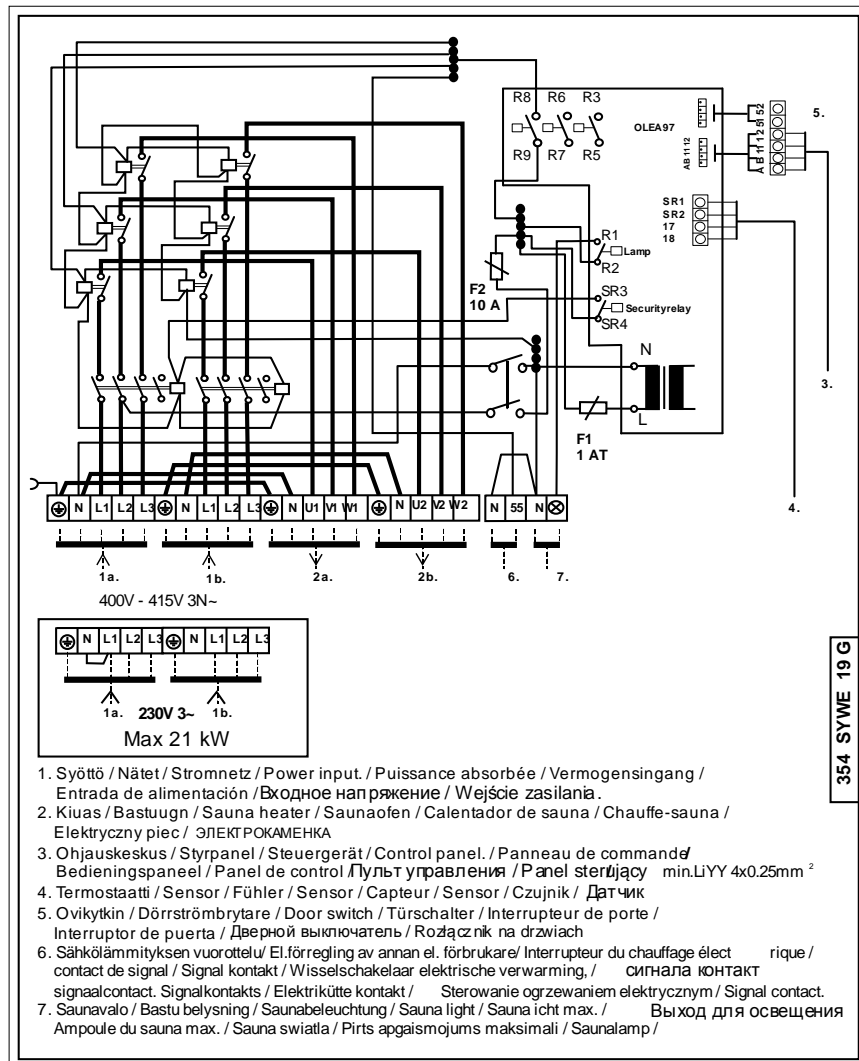 R8 R6 R3
OLEA97
R9 R7 R5
51 52
5.
A B 11 12
A B 11 12
SR1
SR2
17
18
R1
Lamp
R2
F2
10 A
SR3
Securityrelay
SR4
N
3.
L
F1
1 AT
N L1 L2 L3 N L1 L2 L3 N U1 V1 W1 N U2 V2 W2 N 55 N
4.
1a. 1b. 2a. 2b. 6. 7.
400V - 415V 3N~
N L1 L2 L3 N L1 L2 L3
1a. 230V 3~ 1b.
Max 21 kW
354 SYWE 19 G
1. Syöttö / Nätet / Stromnetz / Power input. / Puissance absorbée / Vermogensingang /
Entrada de alimentación / Входное напряжение / Wejście zasilania.
2. Kiuas / Bastuugn / Sauna heater / Saunaofen / Calentador de sauna / Chauffe-sauna /
Elektryczny piec / ЭЛЕКТРОКАМЕНКА
3. Ohjauskeskus / Styrpanel / Steuergerät / Control panel. / Panneau de commande/
Bedieningspaneel / Panel de control / Пульт управления / Panel sterujący min.LiYY 4x0.25mm ²
4. Termostaatti / Sensor / Fühler / Sensor / Capteur / Sensor / Czujnik / Датчик
5. Ovikytkin / Dörrströmbrytare / Door switch / Türschalter / Interrupteur de porte /
Interruptor de puerta / Дверной выключатель / Rozłącznik na drzwiach
6. Sähkölämmityksen vuorottelu/ El.förregling av annan el. förbrukare/ Interrupteur du chauffage élect rique /
contact de signal / Signal kontakt / Wisselschakelaar elektrische verwarming, / сигнала контакт
signaalcontact. Signalkontakts / Elektrikütte kontakt / Sterowanie ogrzewaniem elektrycznym / Signal contact.
7. Saunavalo / Bastu belysning / Saunabeleuchtung / Sauna light / Sauna icht max. / Выход для освещения
Ampoule du sauna max. / Sauna swiatla / Pirts apgaismojums maksimali / Saunalamp /